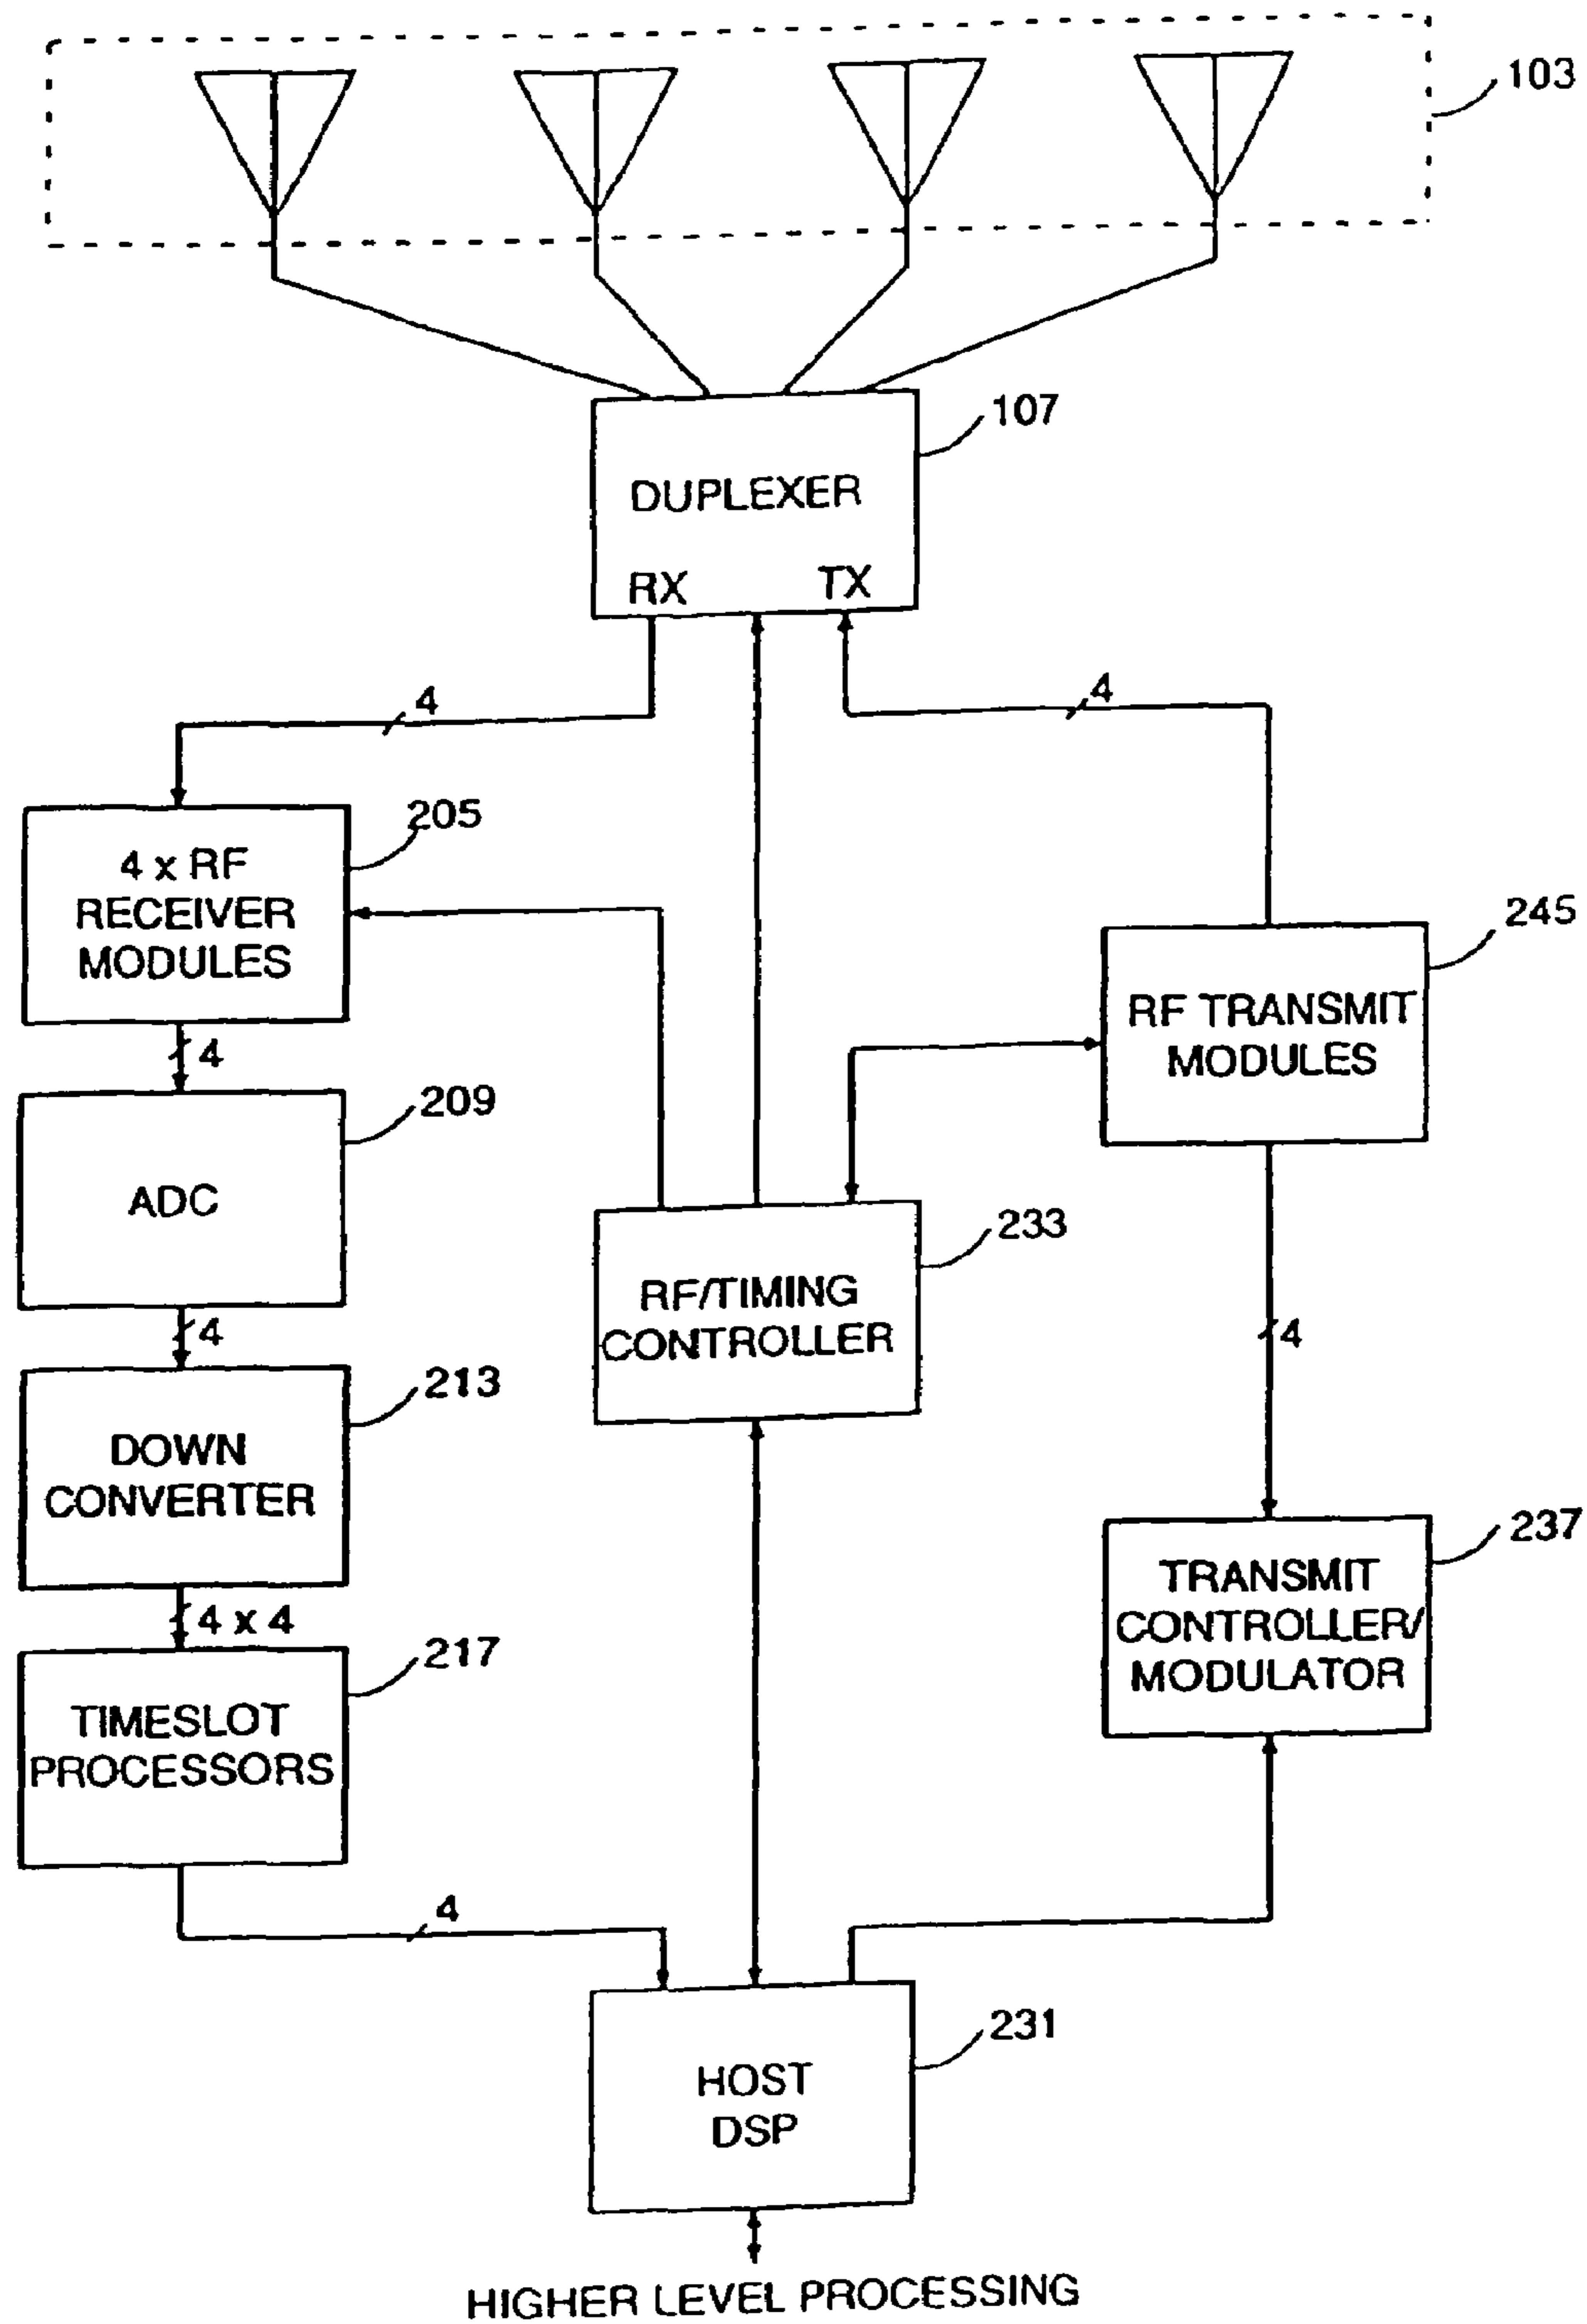 103
107
DUPLEXER
RX
TX
4
4
205
4 x RF
RECEIVER
MODULES
245
RF TRANSMIT
MODULES
4
209
ADC
233
RF/TIMING
CONTROLLER
4
4
213
DOWN
CONVERTER
237
TRANSMIT
CONTROLLER/
MODULATOR
4 x 4
217
TIMESLOT
PROCESSORS
4
231
HOST
DSP
HIGHER LEVEL PROCESSING